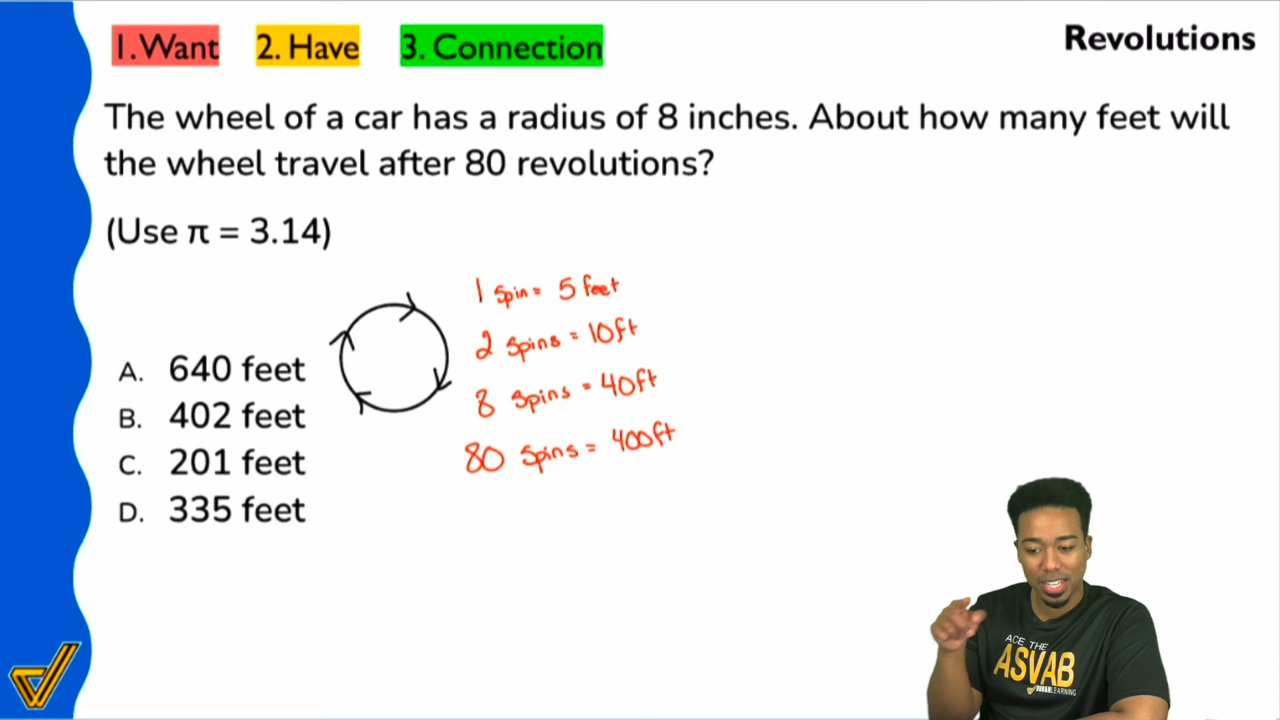 1. Want 2. Have 3. Connection Revolutions
The wheel of a car has a radius of 8 inches. About how many feet will
the wheel travel after 80 revolutions?
(Use π = 3.14)
A. 640 feet
B. 402 feet
C. 201 feet
D. 335 feet
1 Spin = 5 feet
2 Spins = 10ft
8 Spins = 40ft
80 Spins = 400ft
ACE THE
ASVAB
DUHAN LEARNING